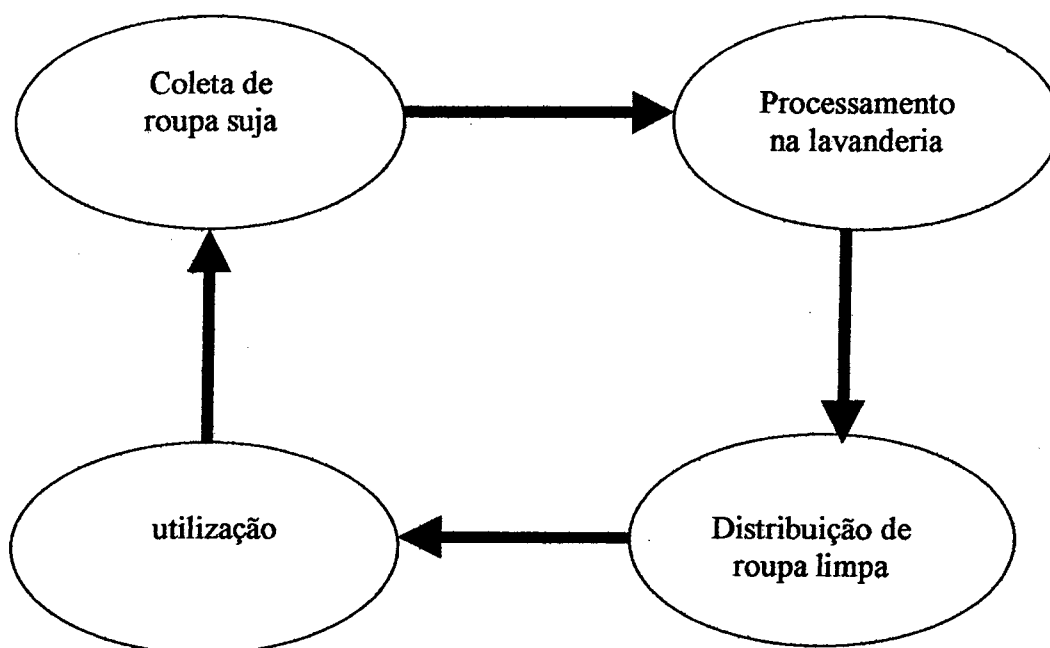 Coleta de
roupa suja
Processamento
na lavanderia
utilização
Distribuição de
roupa limpa